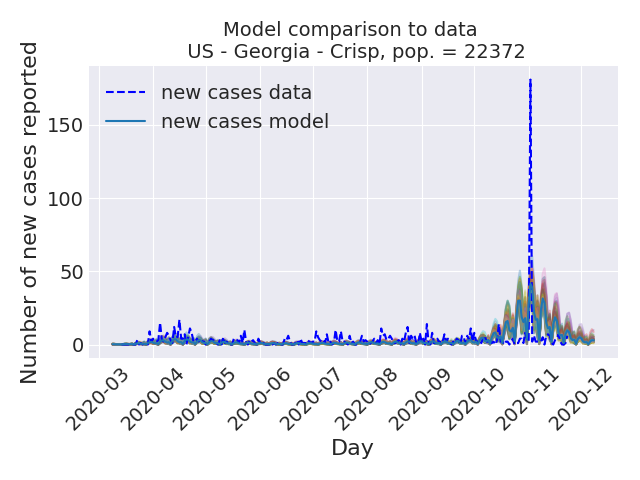 Model comparison to data
US - Georgia - Crisp, pop. = 22372
Number of new cases reported
new cases data
new cases model
150
100
50
0
2020-03
2020-04
2020-05
2020-06
2020-07
2020-08
2020-09
2020-10
2020-11
2020-12
Day